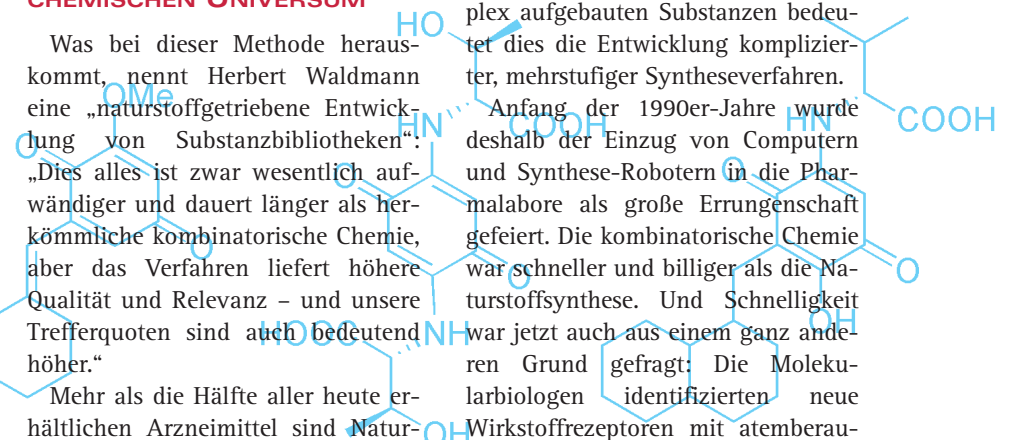 CHEMISCHEN UNIVERSUM
Was bei dieser Methode heraus-
kommt, nennt Herbert Waldmann
eine „naturstoffgetriebene Entwick-
lung von Substanzbibliotheken“:
„Dies alles ist zwar wesentlich auf-
wändiger und dauert länger als her-
kömmliche kombinatorische Chemie,
aber das Verfahren liefert höhere
Qualität und Relevanz – und unsere
Trefferquoten sind auch bedeutend
höher.“
Mehr als die Hälfte aller heute er-
hältlichen Arzneimittel sind Natur-
plex aufgebauten Substanzen bedeu-
tet dies die Entwicklung komplizier-
ter, mehrstufiger Syntheseverfahren.
Anfang der 1990er-Jahre wurde
deshalb der Einzug von Computern
und Synthese-Robotern in die Phar-
malabore als große Errungenschaft
gefeiert. Die kombinatorische Chemie
war schneller und billiger als die Na-
turstoffsynthese. Und Schnelligkeit
war jetzt auch aus einem ganz ande-
ren Grund gefragt: Die Moleku-
larbiologen identifizierten neue
Wirkstoffrezeptoren mit atemberau-
HO
OMe
HN
COOH
HN
COOH
O
O
O
O
O
O
OH
HOOC
NH
OH